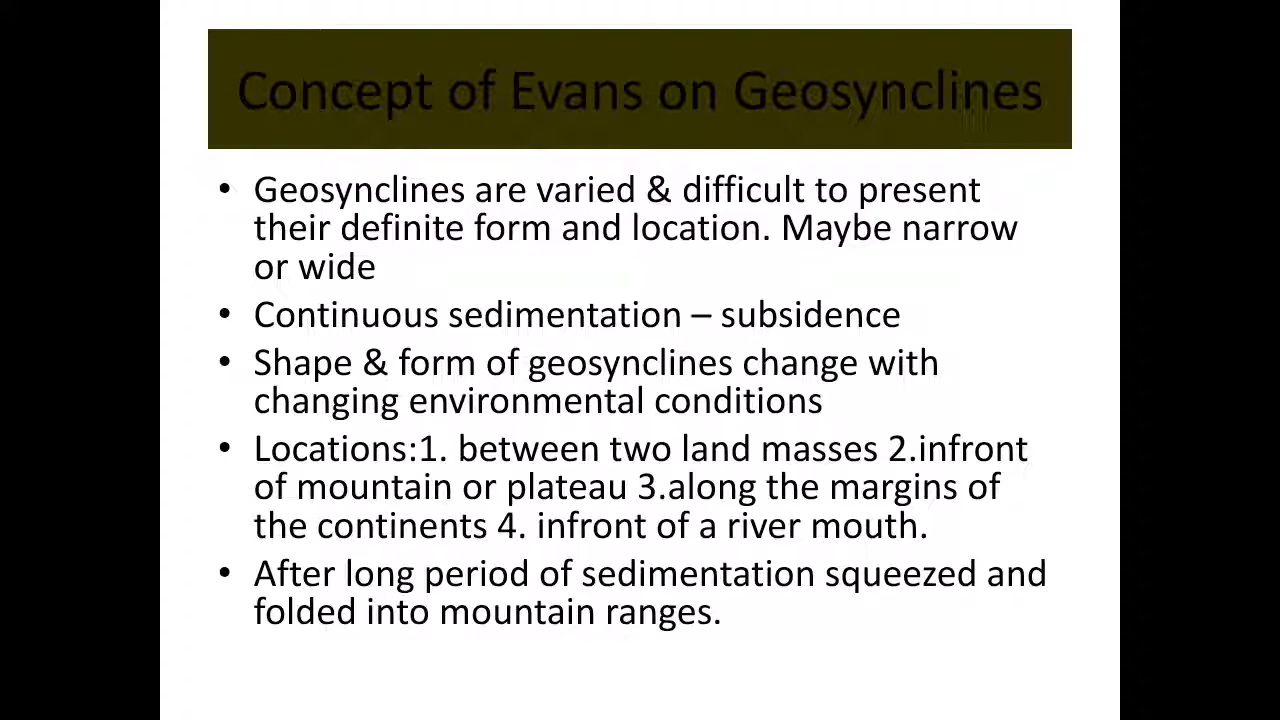 Concept of Evans on Geosynclines
• Geosynclines are varied & difficult to present
their definite form and location. Maybe narrow
or wide
• Continuous sedimentation – subsidence
• Shape & form of geosynclines change with
changing environmental conditions
• Locations:1. between two land masses 2.infront
of mountain or plateau 3.along the margins of
the continents 4. infront of a river mouth.
• After long period of sedimentation squeezed and
folded into mountain ranges.